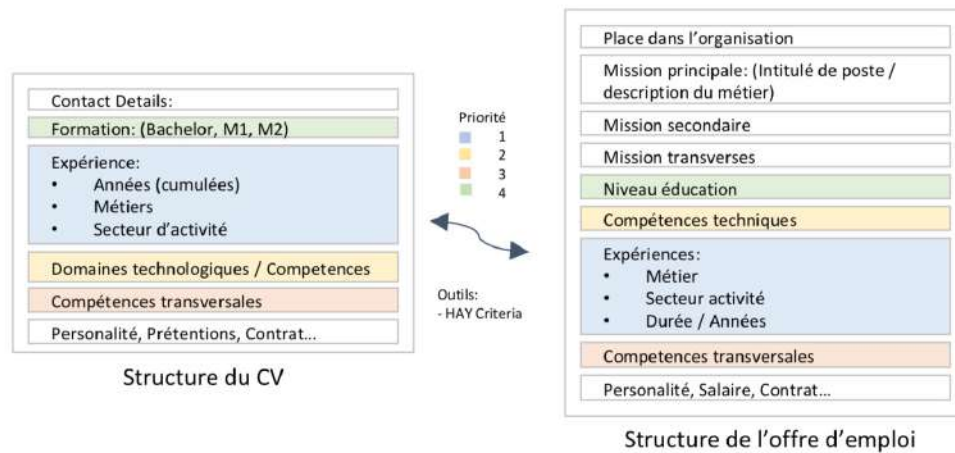 Contact Details:
Formation: (Bachelor, M1, M2)
Expérience:
• Années (cumulées)
• Métiers
• Secteur d'activité
Domaines technologiques / Competences
Compétences transversales
Personalité, Prétentions, Contrat...
Structure du CV
Priorité
1
2
3
4
Outils:
- HAY Criteria
Place dans l'organisation
Mission principale: (Intitulé de poste /
description du métier)
Mission secondaire
Mission transverses
Niveau éducation
Compétences techniques
Expériences:
• Métier
• Secteur activité
• Durée / Années
Competences transversales
Personalité, Salaire, Contrat...
Structure de l'offre d'emploi